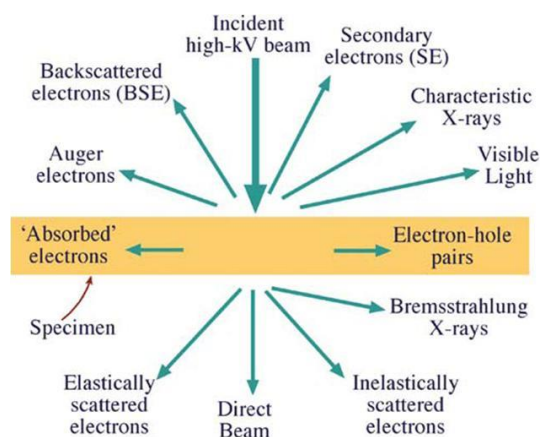 Incident
high-kV beam
Secondary
electrons (SE)
Backscattered
electrons (BSE)
Characteristic
X-rays
Auger
electrons
Visible
Light
‘Absorbed’
electrons
Electron-hole
pairs
Specimen
Bremsstrahlung
X-rays
Elastically
scattered
electrons
Direct
Beam
Inelastically
scattered
electrons